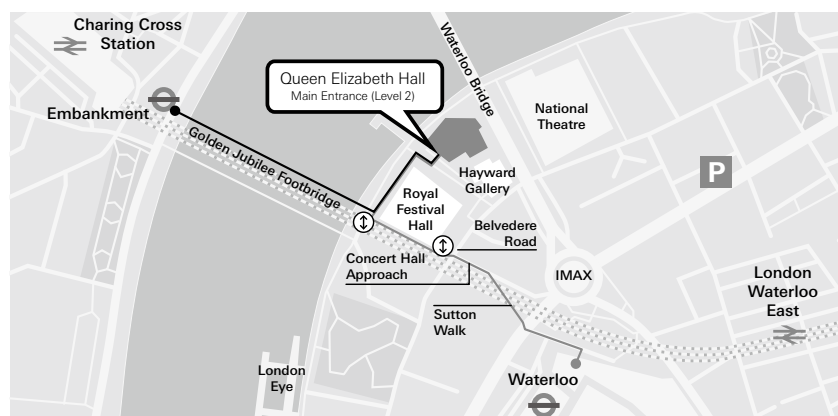 Charing Cross
Station
Embankment
Golden Jubilee Footbridge
Queen Elizabeth Hall
Main Entrance (Level 2)
Waterloo Bridge
National
Theatre
Hayward
Gallery
P
Royal
Festival
Hall
Belvedere
Road
Concert Hall
Approach
IMAX
London
Waterloo
East
Sutton
Walk
London
Eye
Waterloo